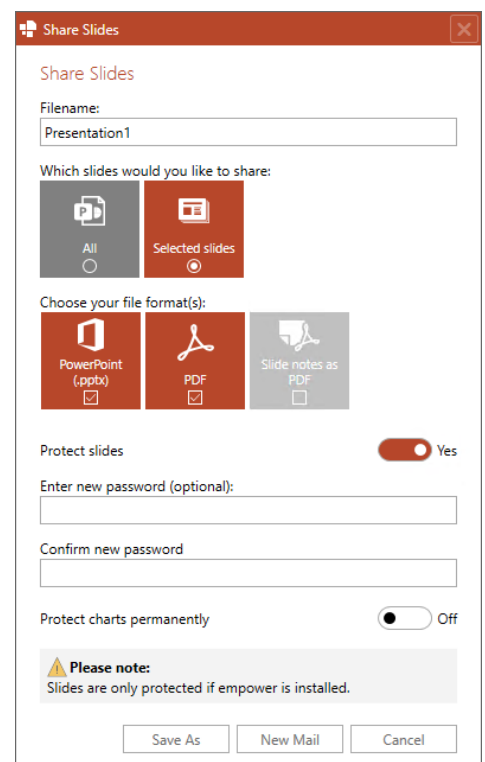 Share Slides
Share Slides
Filename:
Presentation1
Which slides would you like to share:
All
Selected slides
Choose your file format(s):
PowerPoint
(.pptx)
PDF
Slide notes as
PDF
Protect slides
Yes
Enter new password (optional):
Confirm new password
Protect charts permanently
Off
Please note:
Slides are only protected if empower is installed.
Save As
New Mail
Cancel